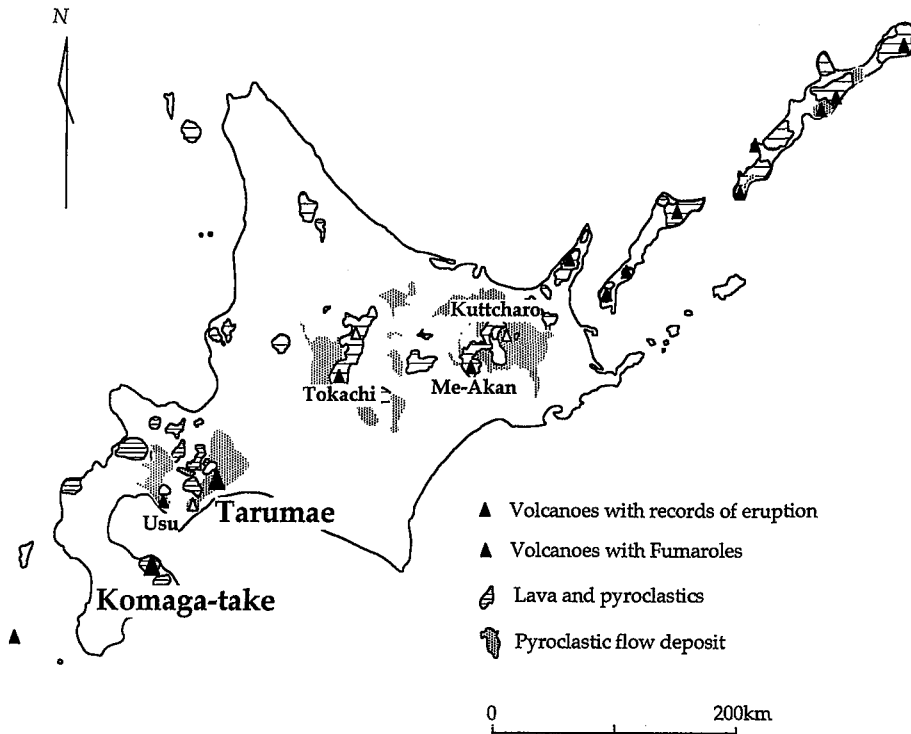 N
Kuttcharo
Tokachi
Me-Akan
Usu
Tarumae
Komaga-take
Volcanoes with records of eruption
Volcanoes with Fumaroles
Lava and pyroclastics
Pyroclastic flow deposit
0 200km